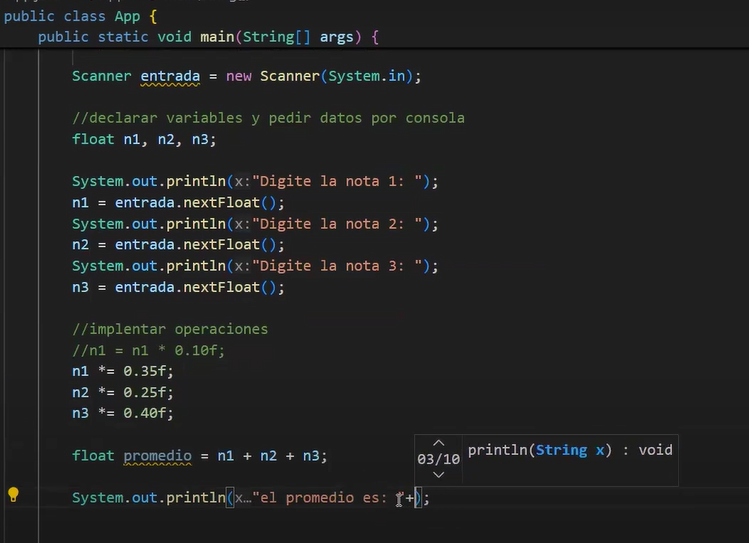 public class App {
public static void main(String[] args) {
Scanner entrada = new Scanner(System.in);
//declarar variables y pedir datos por consola
float n1, n2, n3;
System.out.println(x:"Digite la nota 1: ");
n1 = entrada.nextFloat();
System.out.println(x:"Digite la nota 2: ");
n2 = entrada.nextFloat();
System.out.println(x:"Digite la nota 3: ");
n3 = entrada.nextFloat();
//implentar operaciones
//n1 = n1 * 0.10f;
n1 *= 0.35f;
n2 *= 0.25f;
n3 *= 0.40f;
float promedio = n1 + n2 + n3;
03/10 println(String x) : void
System.out.println(x…"el promedio es: "+);